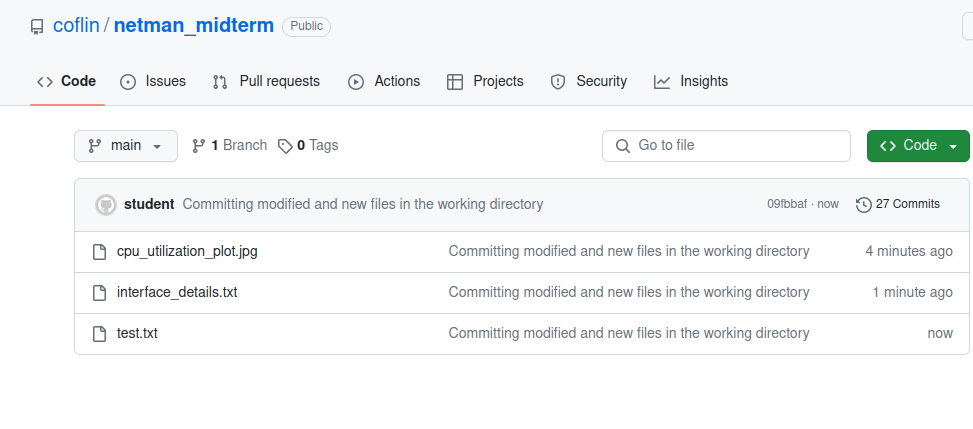 coflin / netman_midterm Public
Code Issues Pull requests Actions Projects Security Insights
main 1 Branch 0 Tags Go to file Code
student Committing modified and new files in the working directory 09fbbaf · now 27 Commits
cpu_utilization_plot.jpg Committing modified and new files in the working directory 4 minutes ago
interface_details.txt Committing modified and new files in the working directory 1 minute ago
test.txt Committing modified and new files in the working directory now